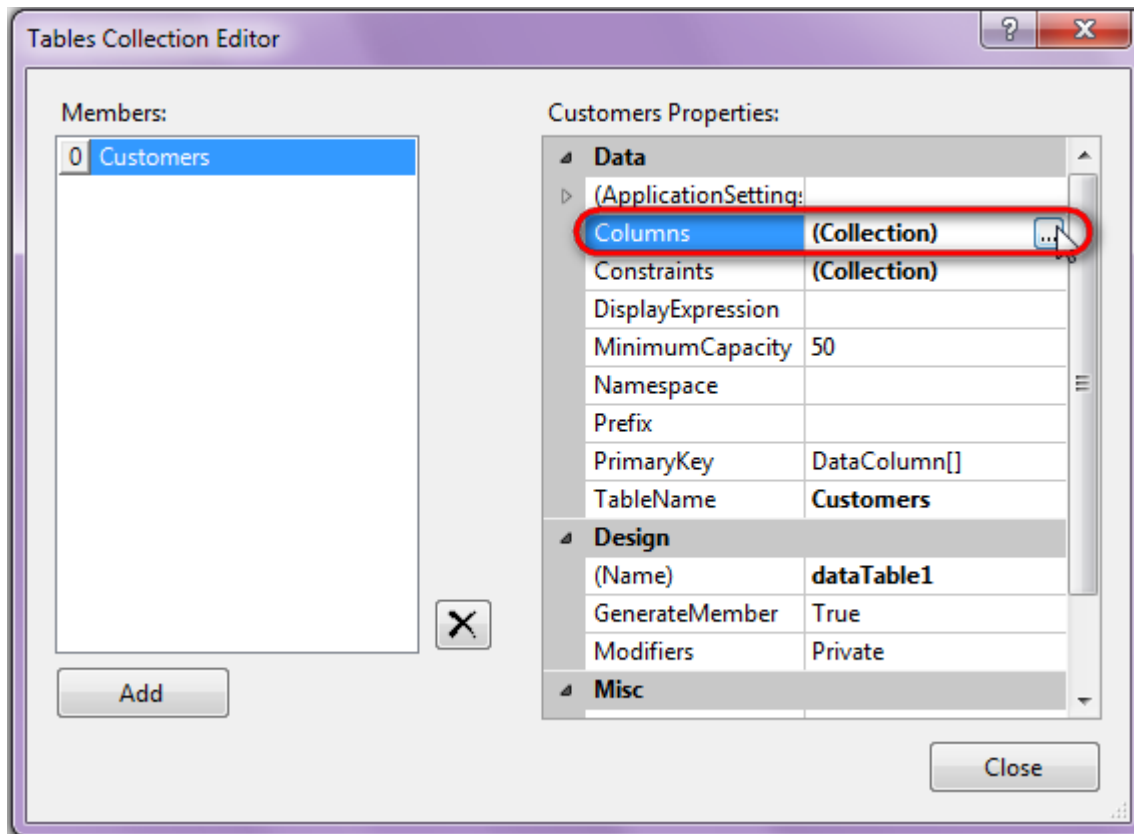 Tables Collection Editor
Members:
0 Customers
Add
Customers Properties:
Data
(ApplicationSettings
Columns (Collection) ...
Constraints (Collection)
DisplayExpression
MinimumCapacity 50
Namespace
Prefix
PrimaryKey DataColumn[]
TableName Customers
Design
(Name) dataTable1
GenerateMember True
Modifiers Private
Misc
Close